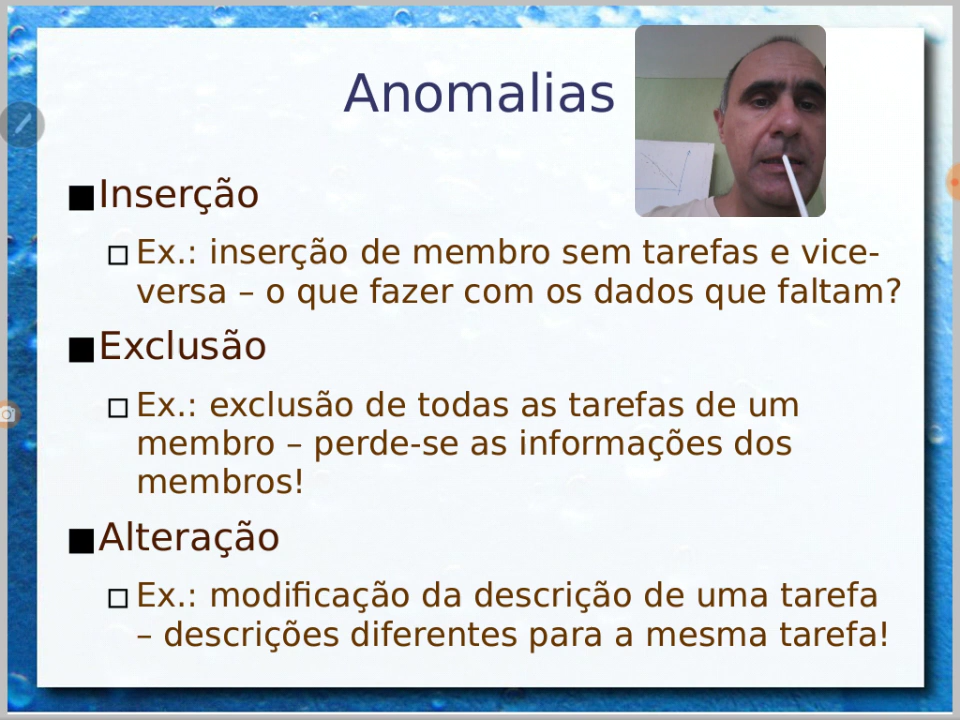 Anomalias
Inserção
Ex.: inserção de membro sem tarefas e vice-
versa – o que fazer com os dados que faltam?
Exclusão
Ex.: exclusão de todas as tarefas de um
membro – perde-se as informações dos
membros!
Alteração
Ex.: modificação da descrição de uma tarefa
– descrições diferentes para a mesma tarefa!